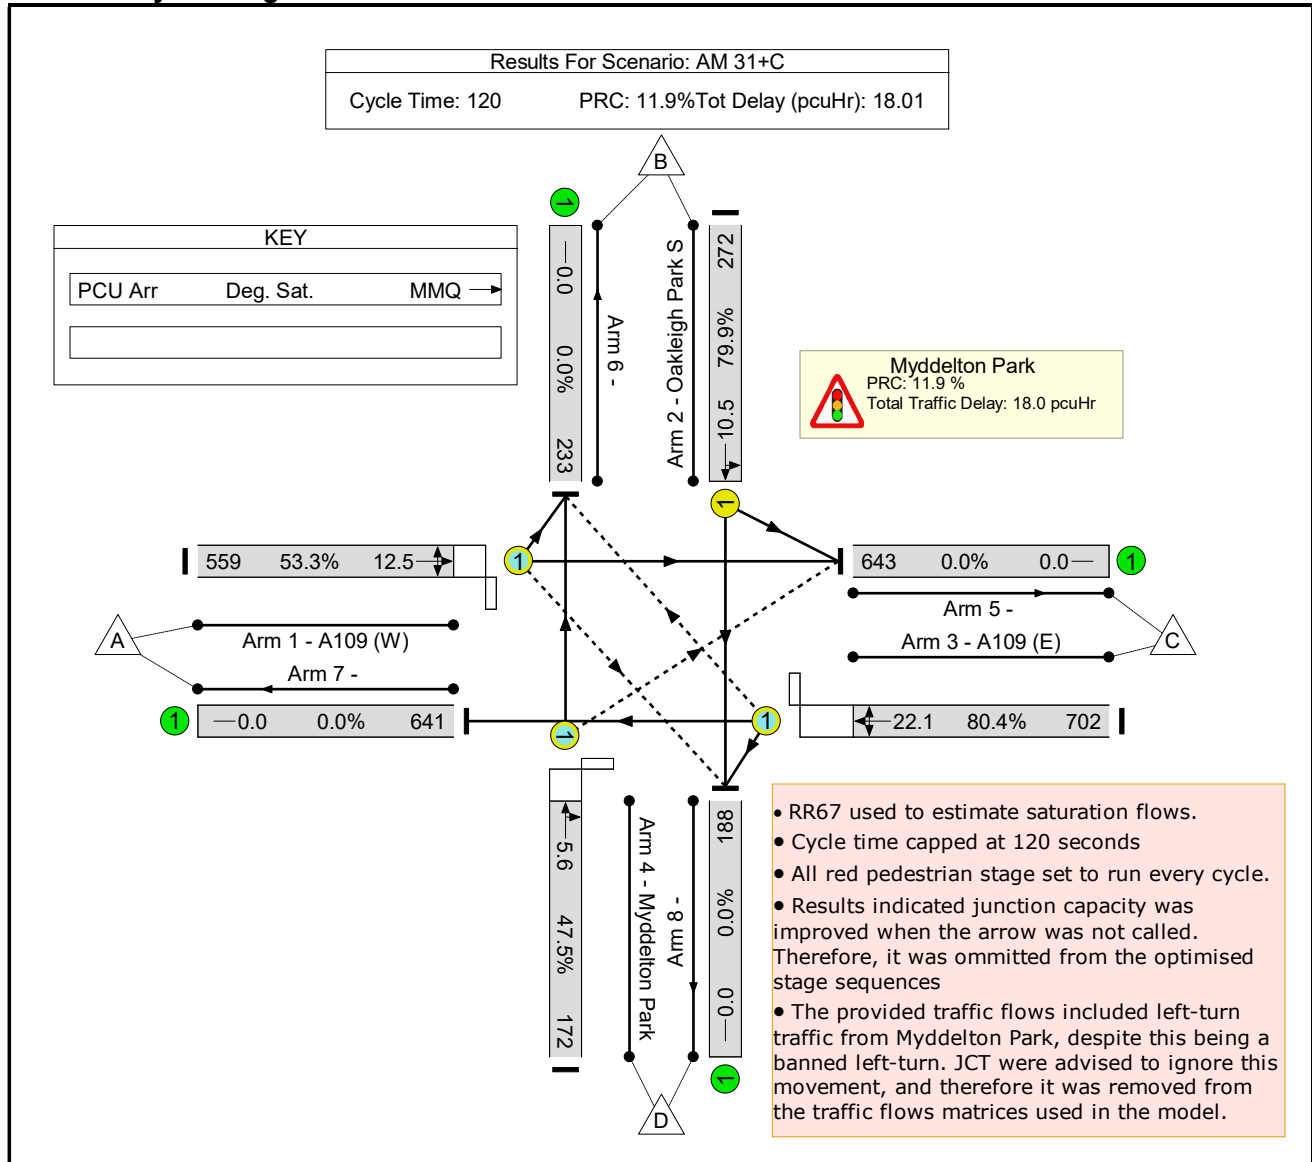 Results For Scenario: AM 31+C
Cycle Time: 120 PRC: 11.9%Tot Delay (pcuHr): 18.01
B
KEY
PCU Arr Deg. Sat. MMQ
1
0.0 0.0% 233
Arm 6 -
Arm 2 - Oakleigh Park S
272 79.9% 10.5
1
Myddelton Park
PRC: 11.9 %
Total Traffic Delay: 18.0 pcuHr
559 53.3% 12.5
1
643 0.0% 0.0
1
A
Arm 1 - A109 (W)
Arm 7 -
Arm 5 -
Arm 3 - A109 (E)
C
1
0.0 0.0% 641
1
1
22.1 80.4% 702
5.6 47.5% 172
Arm 4 - Myddelton Park
Arm 8 -
188 0.0% 0.0
1
D
• RR67 used to estimate saturation flows.
• Cycle time capped at 120 seconds
• All red pedestrian stage set to run every cycle.
• Results indicated junction capacity was
improved when the arrow was not called.
Therefore, it was ommitted from the optimised
stage sequences
• The provided traffic flows included left-turn
traffic from Myddelton Park, despite this being a
banned left-turn. JCT were advised to ignore this
movement, and therefore it was removed from
the traffic flows matrices used in the model.